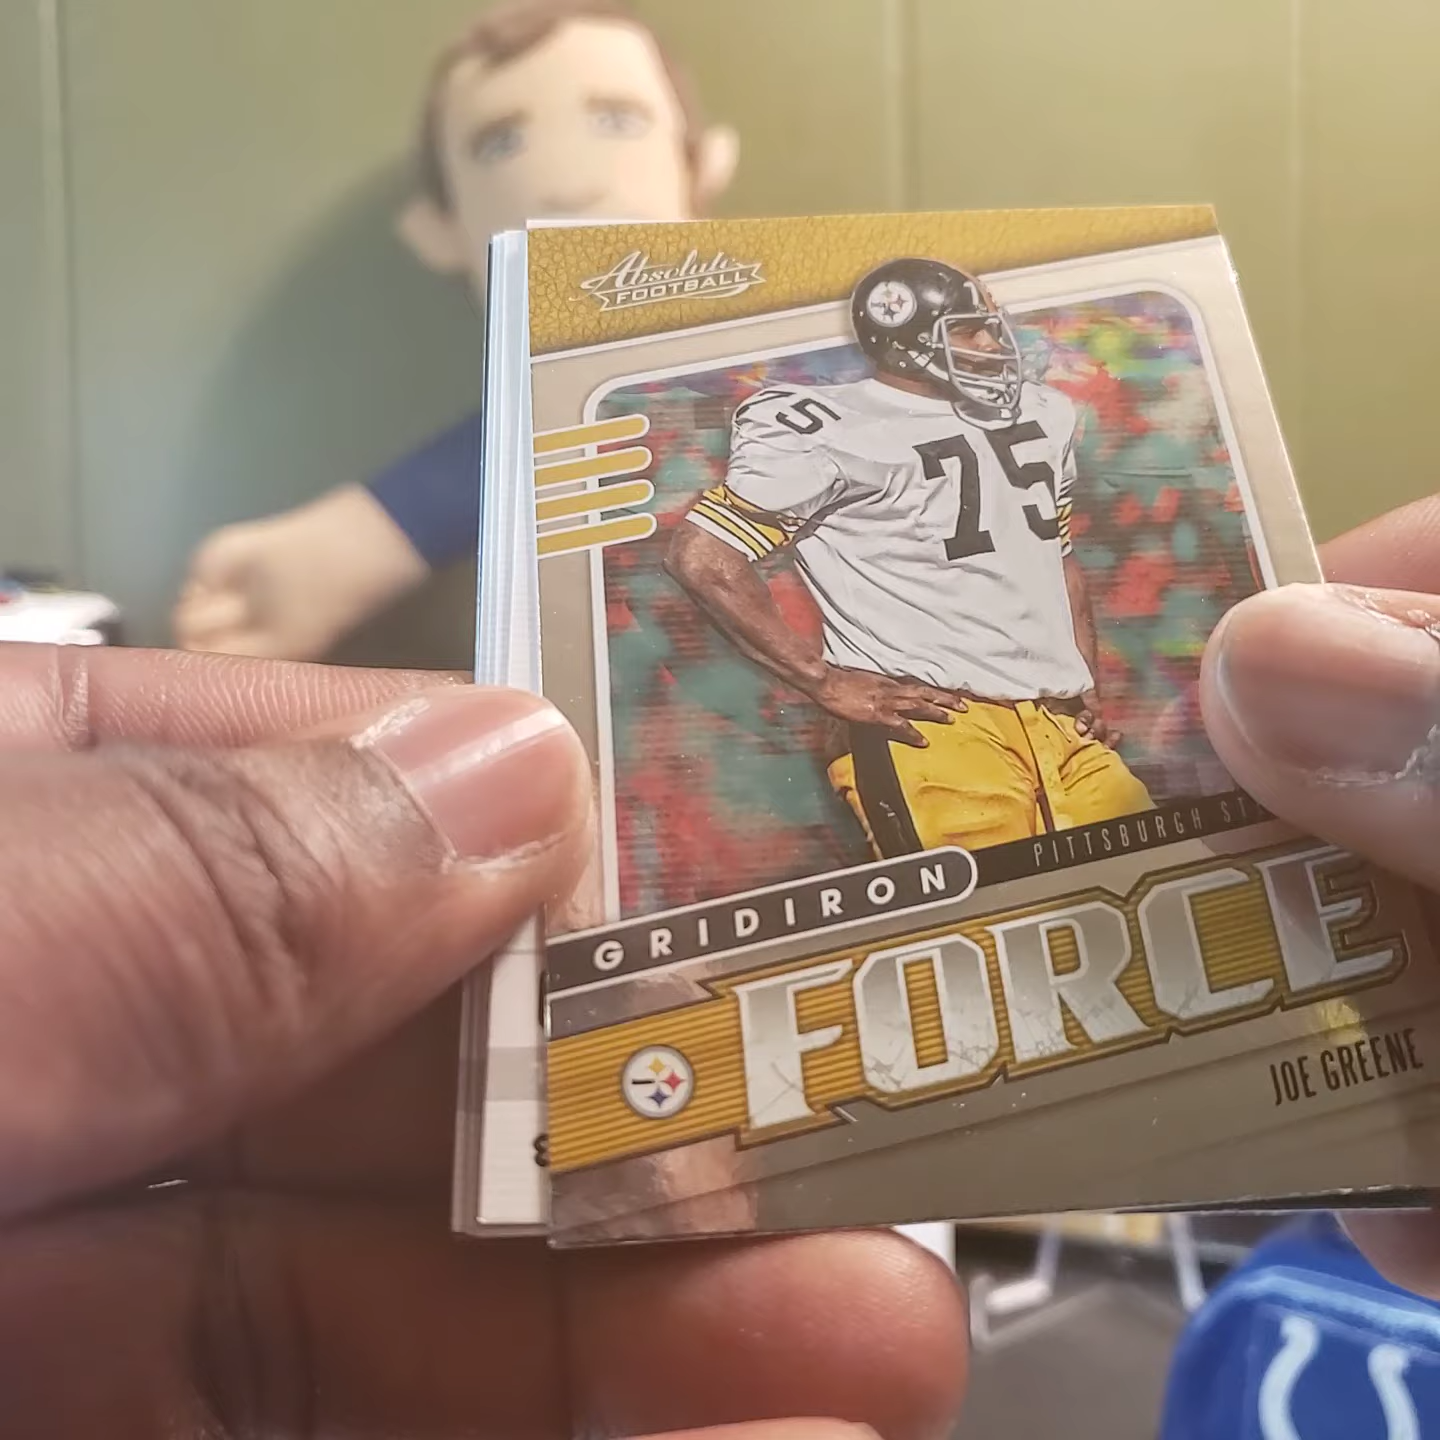 Absolute
FOOTBALL
75
75
PITTSBURGH ST
GRIDIRON
FORCE
JOE GREENE